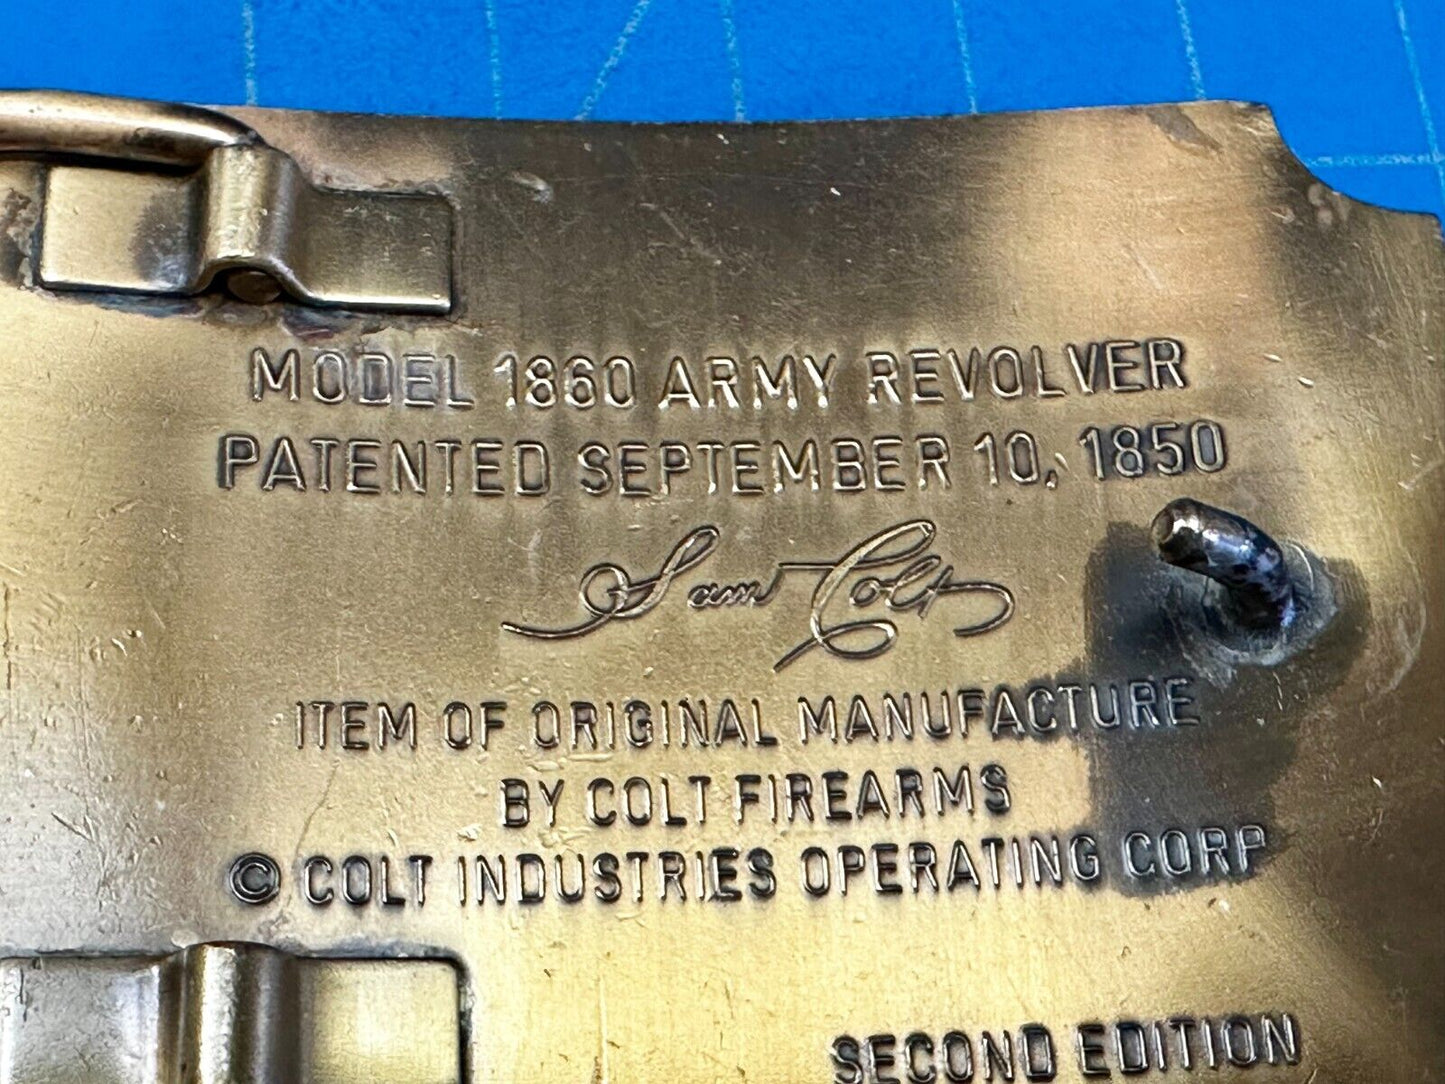 MODEL 1860 ARMY REVOLVER
PATENTED SEPTEMBER 10, 1850
Sam Colt
ITEM OF ORIGINAL MANUFACTURE
BY COLT FIREARMS
© COLT INDUSTRIES OPERATING CORP
SECOND EDITION